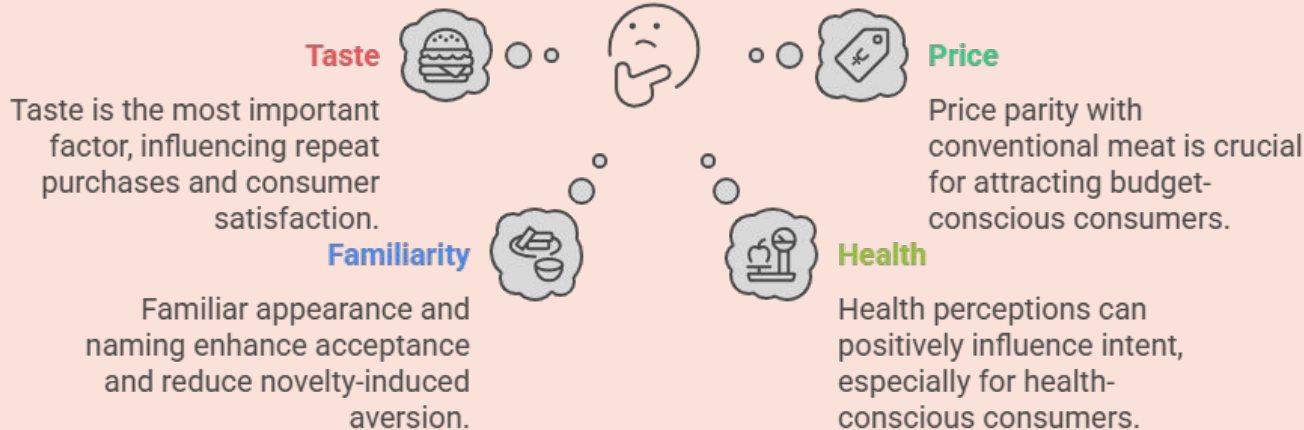 Taste
Taste is the most important
factor, influencing repeat
purchases and consumer
satisfaction.
Price
Price parity with
conventional meat is crucial
for attracting budget-
conscious consumers.
Familiarity
Familiar appearance and
naming enhance acceptance
and reduce novelty-induced
aversion.
Health
Health perceptions can
positively influence intent,
especially for health-
conscious consumers.